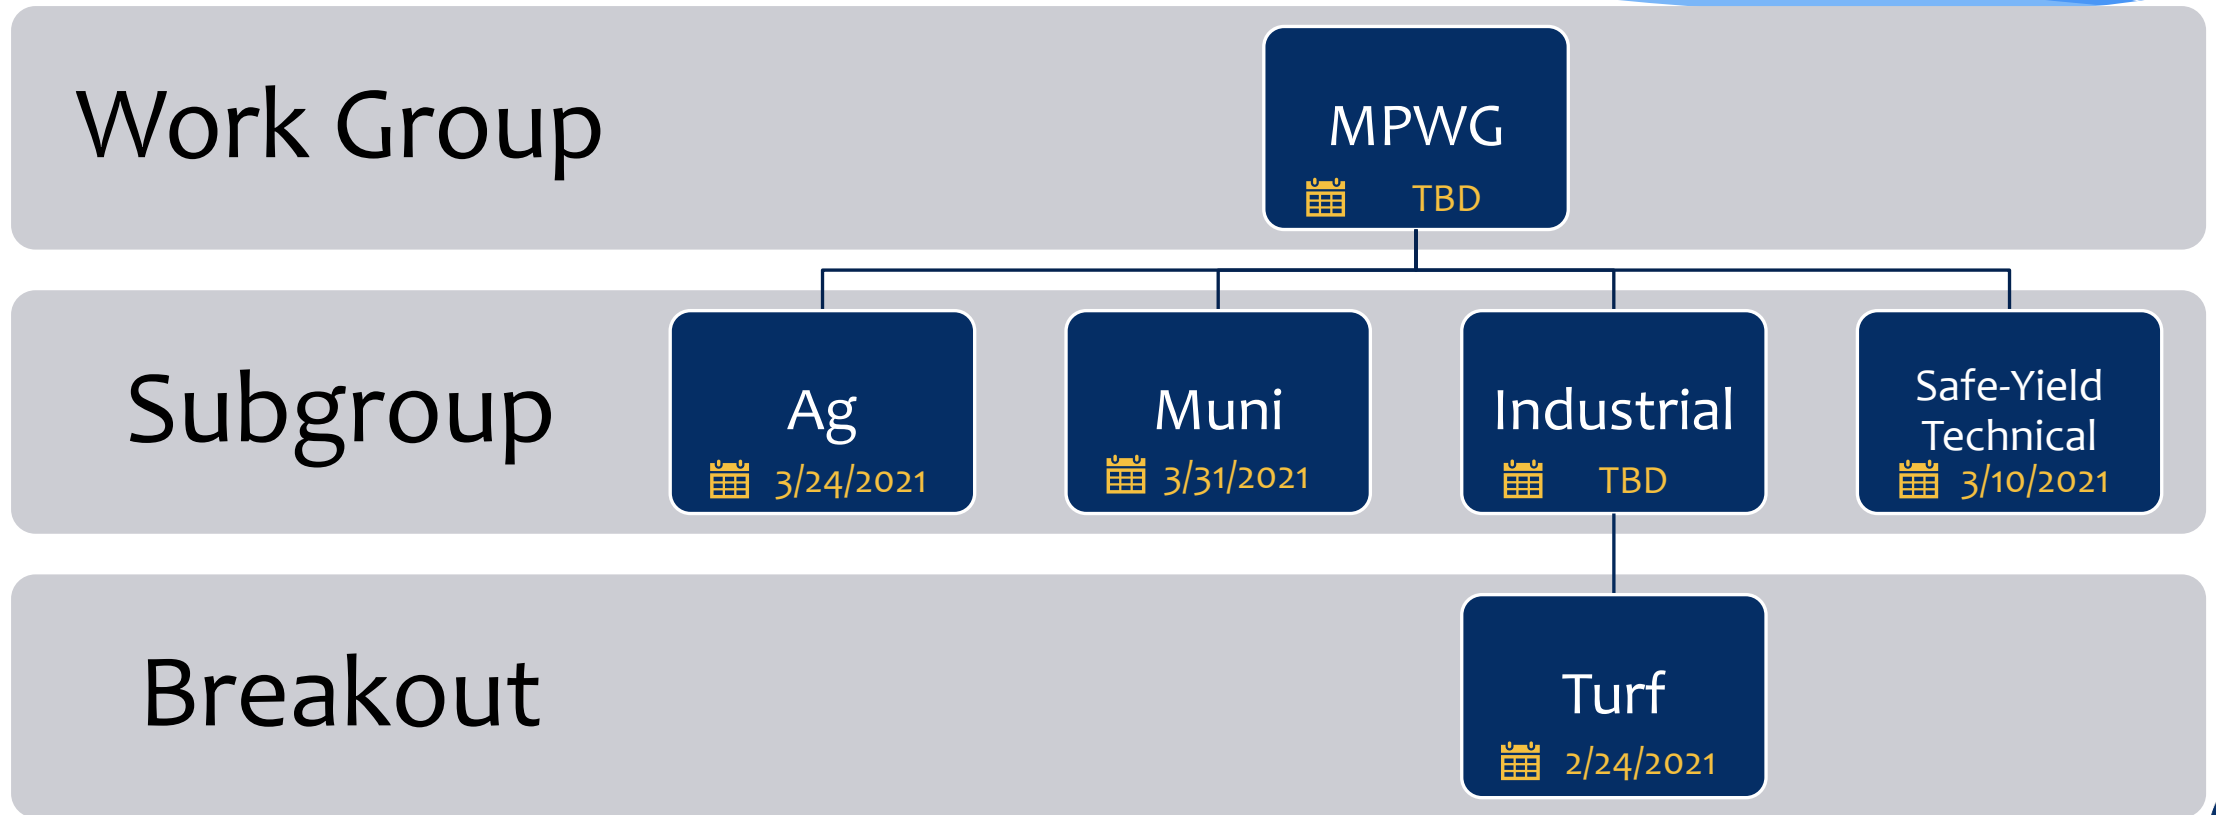 Work Group
MPWG
TBD
Subgroup
Ag
3/24/2021
Muni
3/31/2021
Industrial
TBD
Safe-Yield
Technical
3/10/2021
Breakout
Turf
2/24/2021